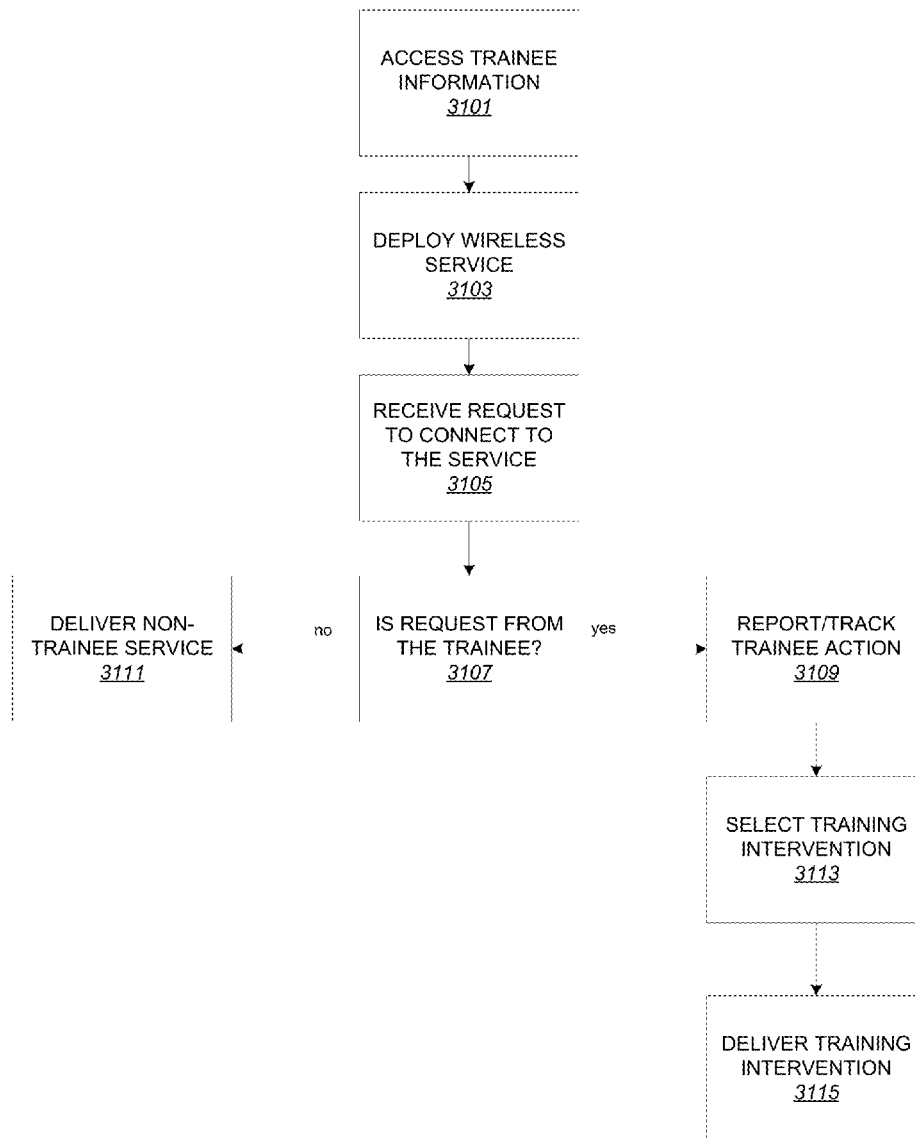 ACCESS TRAINEE
INFORMATION
3101
DEPLOY WIRELESS
SERVICE
3103
RECEIVE REQUEST
TO CONNECT TO
THE SERVICE
3105
DELIVER NON-
TRAINEE SERVICE
3111
no
IS REQUEST FROM
THE TRAINEE?
3107
yes
REPORT/TRACK
TRAINEE ACTION
3109
SELECT TRAINING
INTERVENTION
3113
DELIVER TRAINING
INTERVENTION
3115